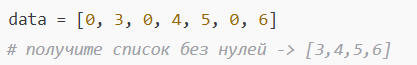 data = [0, 3, 0, 4, 5, 0, 6]
# получите список без нулей -> [3,4,5,6]